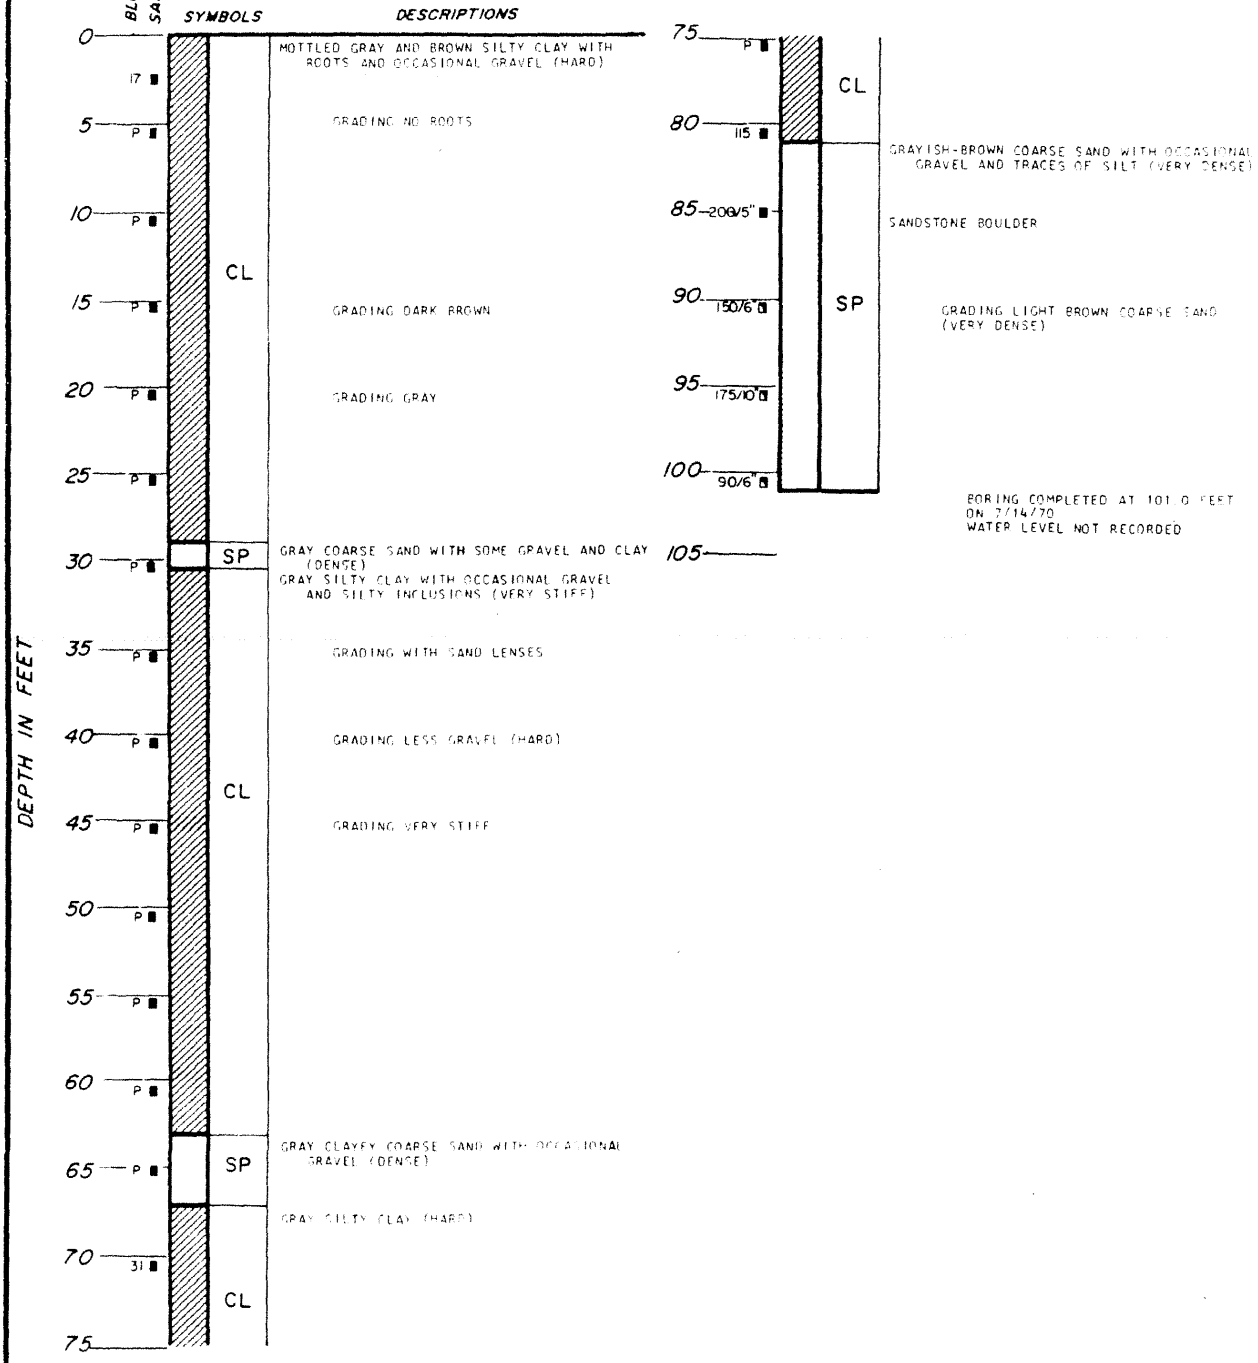 BL
SA
SYMBOLS
DESCRIPTIONS
DEPTH IN FEET
0
MOTTLED GRAY AND BROWN SILTY CLAY WITH
ROOTS AND OCCASIONAL GRAVEL (HARD)
17
5
P
GRADING NO ROOTS
10
P
CL
15
P
GRADING DARK BROWN
20
P
GRADING GRAY
25
P
SP
GRAY COARSE SAND WITH SOME GRAVEL AND CLAY
(DENSE)
30
P
GRAY SILTY CLAY WITH OCCASIONAL GRAVEL
AND SILTY INCLUSIONS (VERY STIFF)
35
P
GRADING WITH SAND LENSES
40
P
GRADING LESS GRAVEL (HARD)
CL
45
P
GRADING VERY STIFF
50
P
55
P
60
P
GRAY CLAYEY COARSE SAND WITH OCCASIONAL
GRAVEL (DENSE)
SP
65
P
GRAY SILTY CLAY (HARD)
70
31
CL
75
75
P
CL
80
115
GRAYISH-BROWN COARSE SAND WITH OCCASIONAL
GRAVEL AND TRACES OF SILT (VERY DENSE)
85
200/5"
SANDSTONE BOULDER
90
150/6"
SP
GRADING LIGHT BROWN COARSE SAND
(VERY DENSE)
95
175/10"
100
90/6"
BORING COMPLETED AT 101.0 FEET
ON 7/14/70
WATER LEVEL NOT RECORDED
105